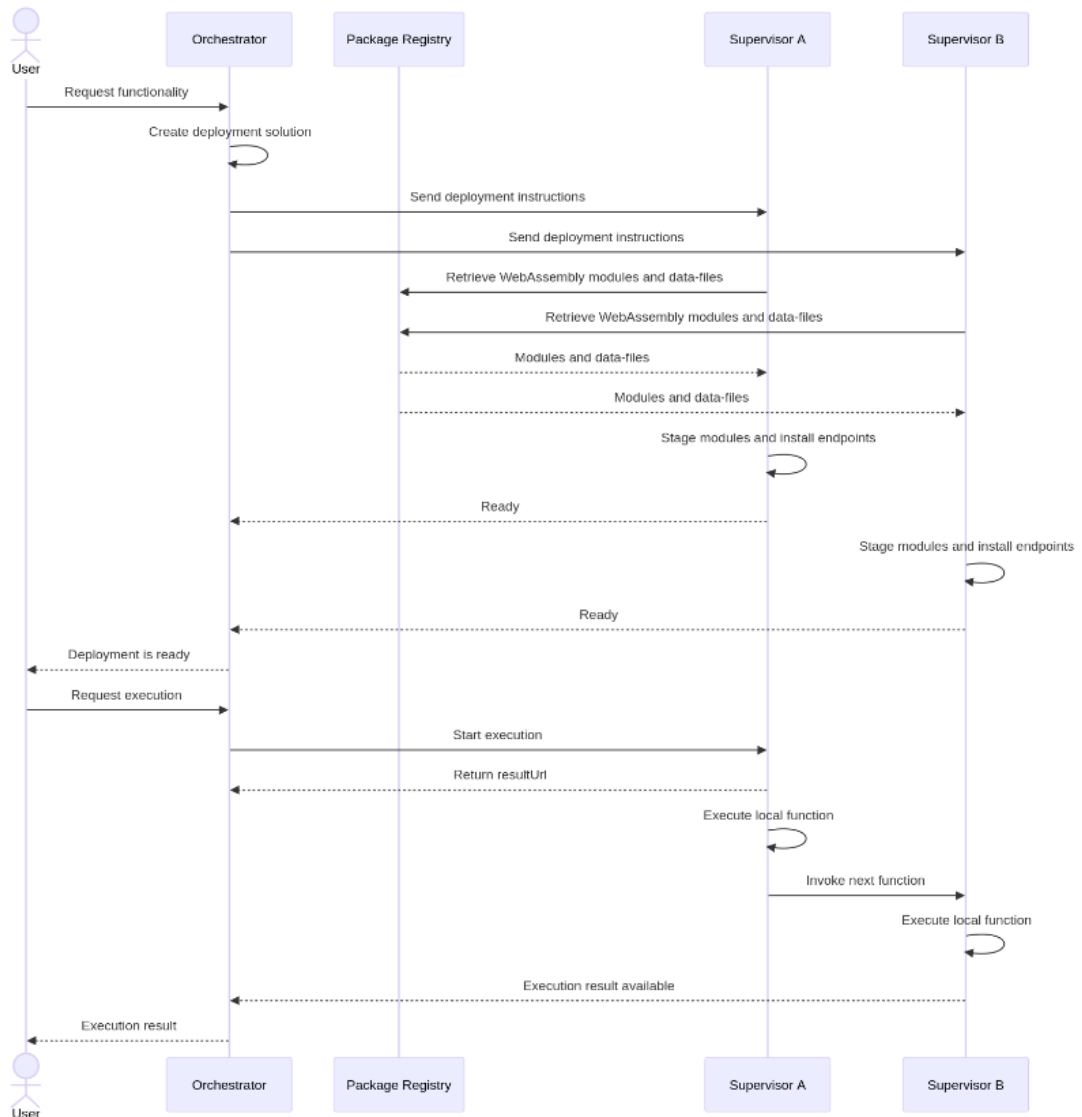 Orchestrator
Package Registry
Supervisor A
Supervisor B
User
Request functionality
Create deployment solution
Send deployment instructions
Send deployment instructions
Retrieve WebAssembly modules and data-files
Retrieve WebAssembly modules and data-files
Modules and data-files
Modules and data-files
Stage modules and install endpoints
Ready
Stage modules and install endpoints
Ready
Deployment is ready
Request execution
Start execution
Return resultUrl
Execute local function
Invoke next function
Execute local function
Execution result available
Execution result
Orchestrator
Package Registry
Supervisor A
Supervisor B
User